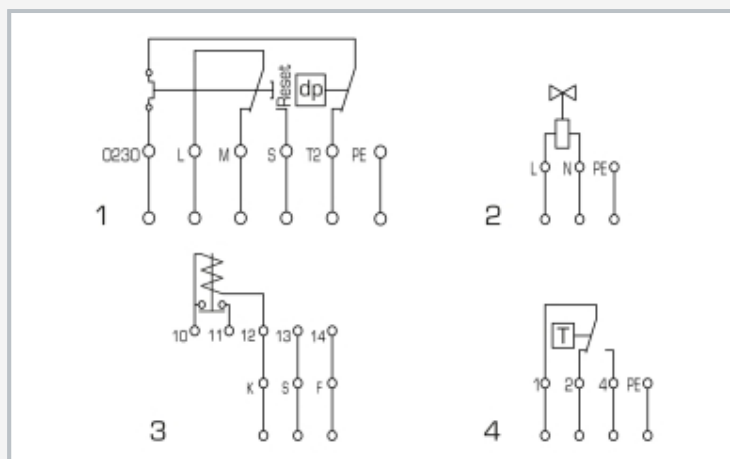 Reset
dp
0230 L M S T2 PE
1
L N PE
2
10 11 12 13 14
K S F
3
T
1 2 4 PE
4